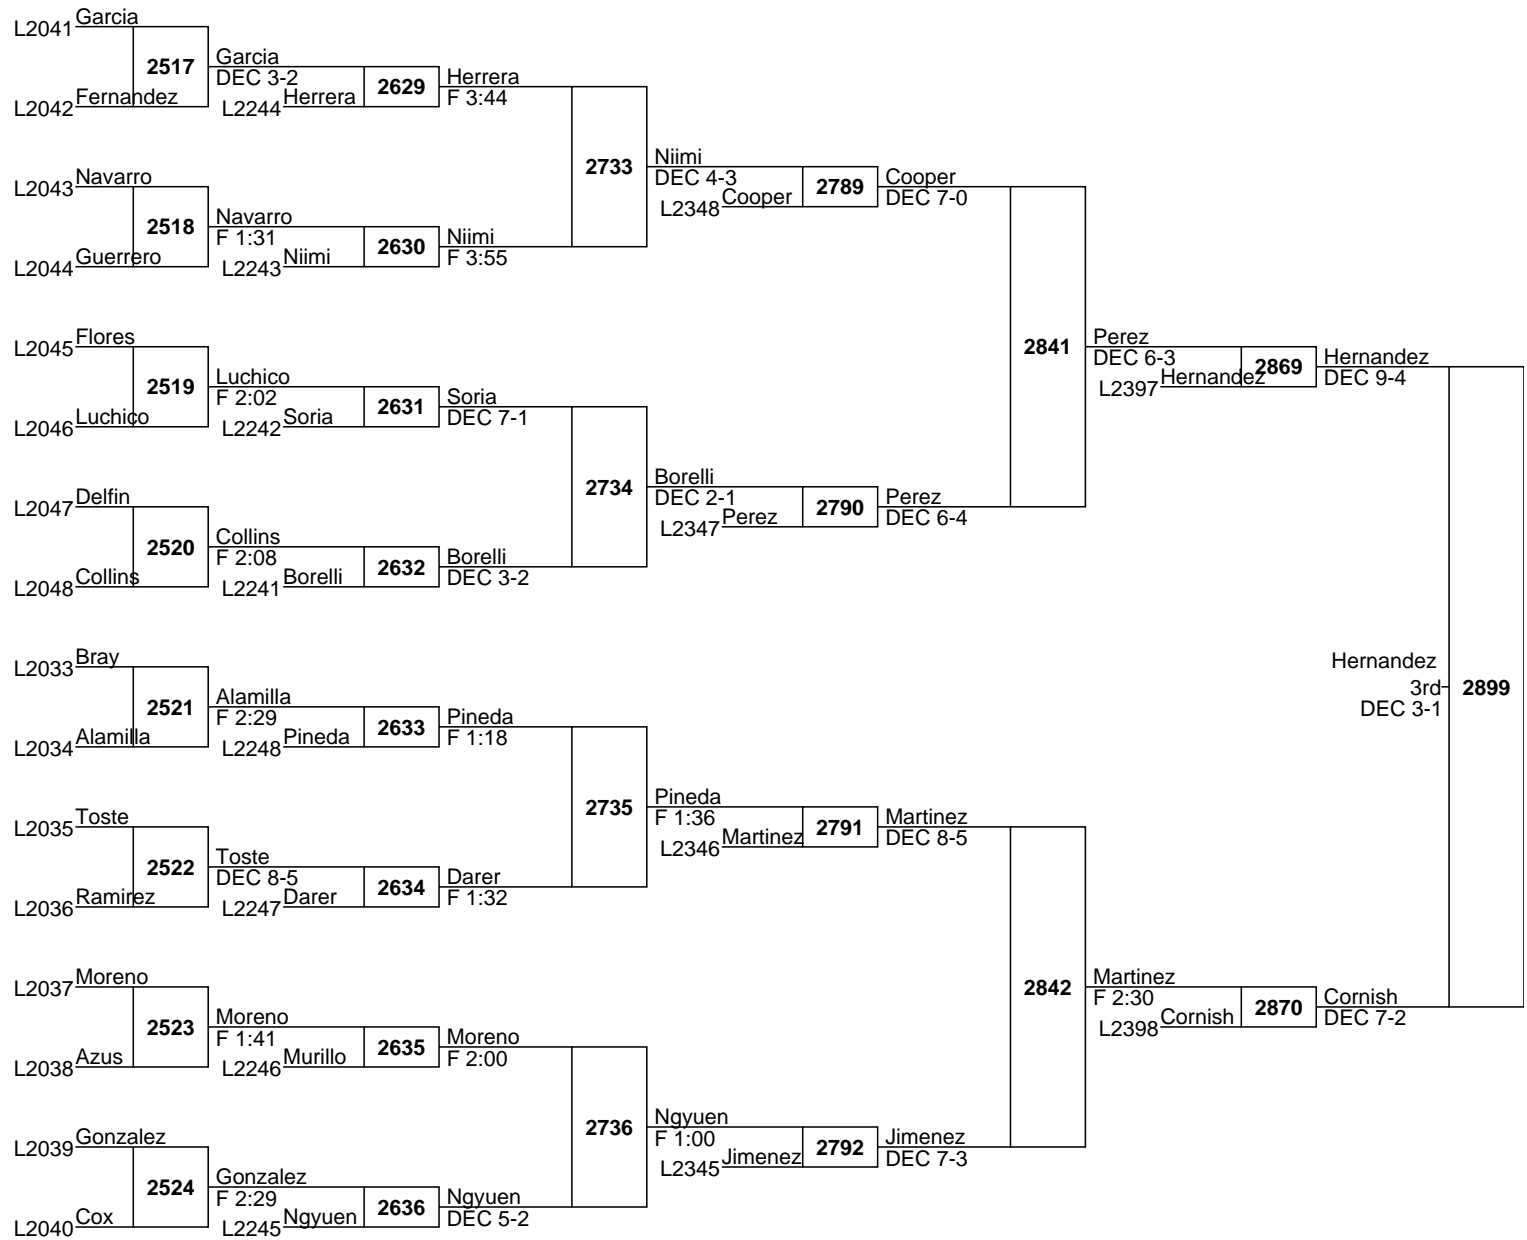 Garcia
L2041
2517
Garcia
DEC 3-2
Fernandez
L2042
L2244 Herrera
2629
Herrera
F 3:44
2733
Niimi
DEC 4-3
L2348 Cooper
2789
Cooper
DEC 7-0
Navarro
L2043
2518
Navarro
F 1:31
Guerrero
L2044
L2243 Niimi
2630
Niimi
F 3:55
Flores
L2045
2519
Luchico
F 2:02
Luchico
L2046
L2242 Soria
2631
Soria
DEC 7-1
2841
Perez
DEC 6-3
L2397 Hernandez
2869
Hernandez
DEC 9-4
2734
Borelli
DEC 2-1
L2347 Perez
2790
Perez
DEC 6-4
Delfin
L2047
2520
Collins
F 2:08
Collins
L2048
L2241 Borelli
2632
Borelli
DEC 3-2
Hernandez
3rd
DEC 3-1
2899
Bray
L2033
2521
Alamilla
F 2:29
Alamilla
L2034
L2248 Pineda
2633
Pineda
F 1:18
2735
Pineda
F 1:36
L2346 Martinez
2791
Martinez
DEC 8-5
Toste
L2035
2522
Toste
DEC 8-5
Ramirez
L2036
L2247 Darer
2634
Darer
F 1:32
Moreno
L2037
2523
Moreno
F 1:41
Azus
L2038
L2246 Murillo
2635
Moreno
F 2:00
2842
Martinez
F 2:30
L2398 Cornish
2870
Cornish
DEC 7-2
2736
Ngyuen
F 1:00
L2345 Jimenez
2792
Jimenez
DEC 7-3
Gonzalez
L2039
2524
Gonzalez
F 2:29
Cox
L2040
L2245 Ngyuen
2636
Ngyuen
DEC 5-2